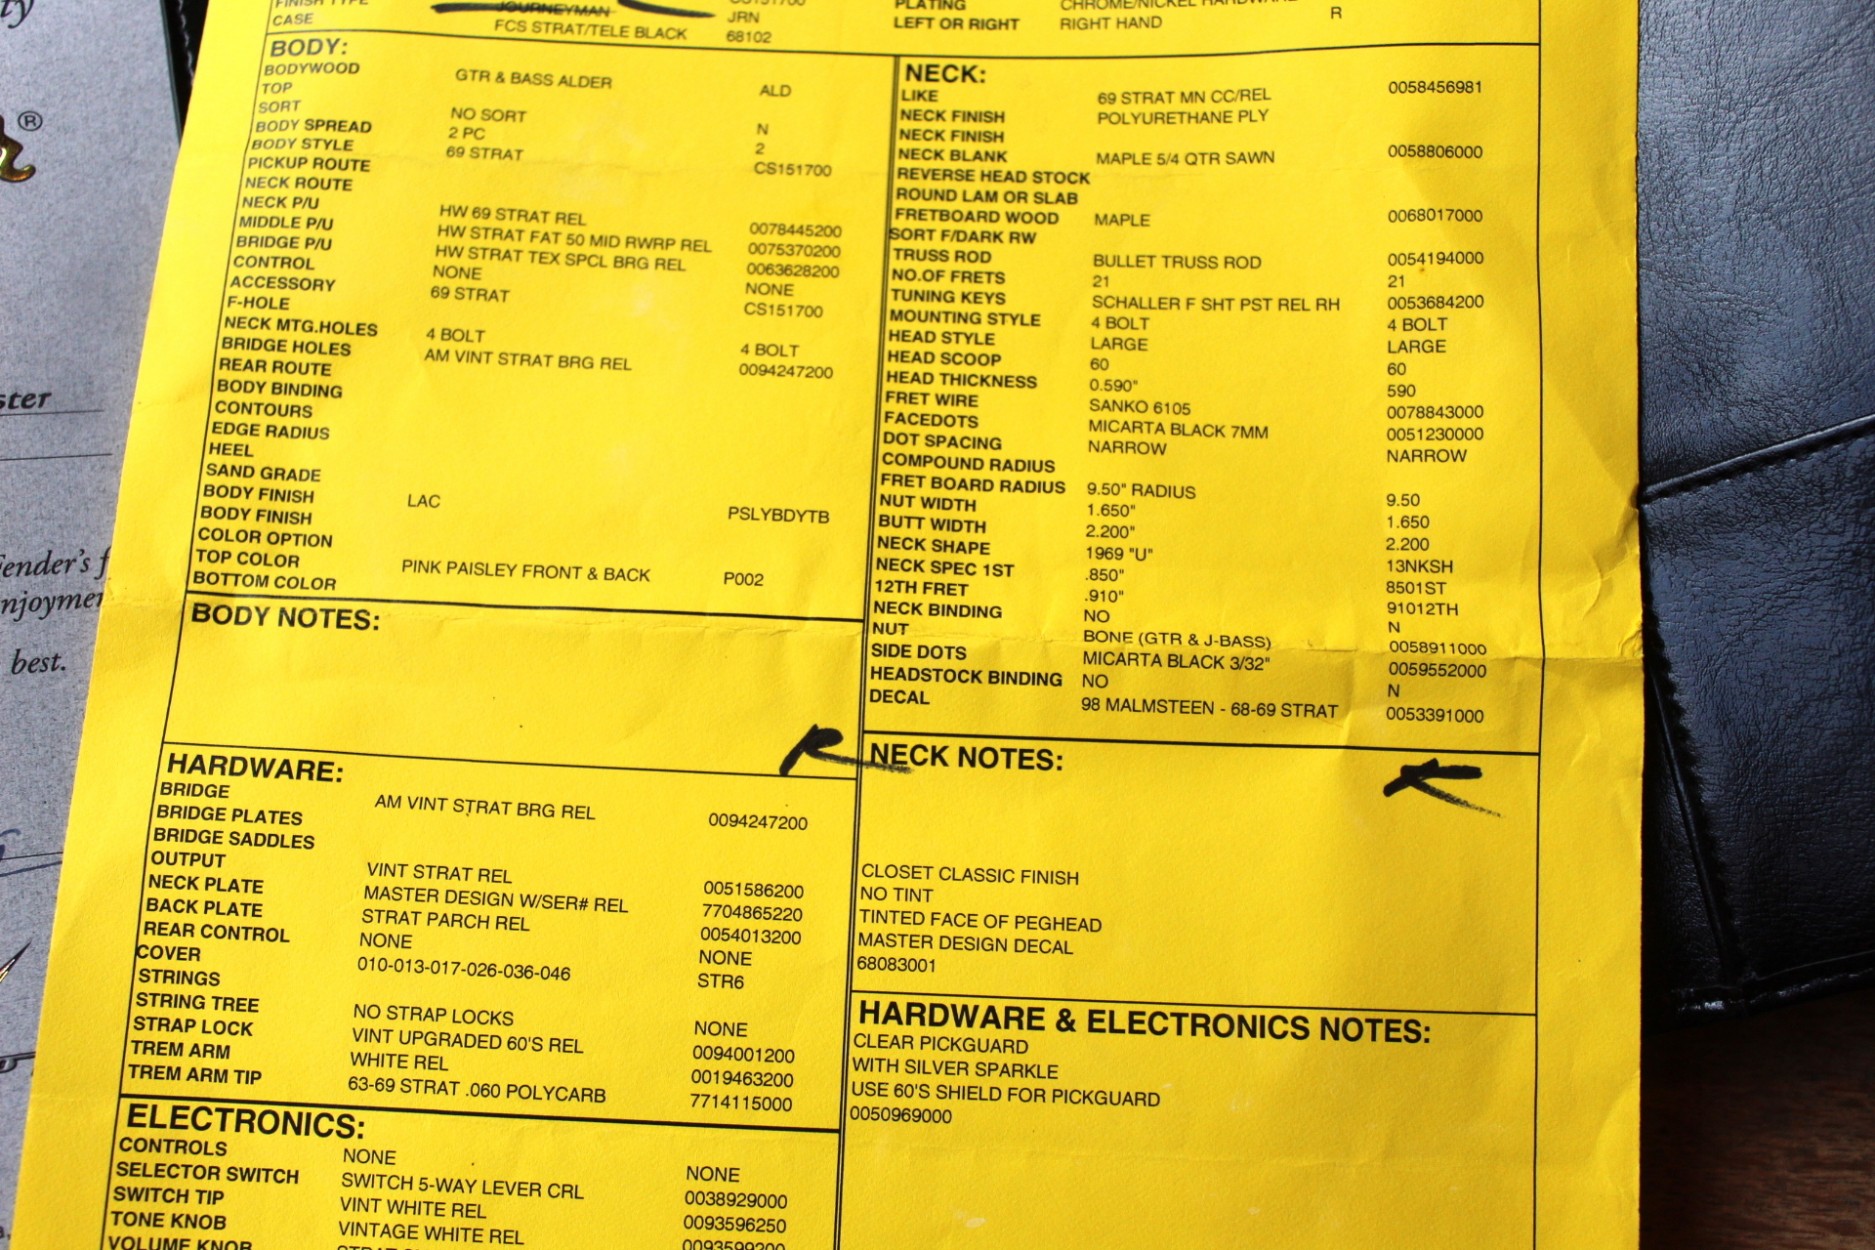 FINISH TYPE JOURNEYMAN CS151700 PLATING CHROME/NICKEL HARDWARE
CASE FCS STRAT/TELE BLACK JRN 68102 LEFT OR RIGHT RIGHT HAND R
BODY:
BODYWOOD GTR & BASS ALDER ALD
TOP
SORT NO SORT N
BODY SPREAD 2 PC 2
BODY STYLE 69 STRAT CS151700
PICKUP ROUTE
NECK ROUTE
NECK P/U HW 69 STRAT REL 0078445200
MIDDLE P/U HW STRAT FAT 50 MID RWRP REL 0075370200
BRIDGE P/U HW STRAT TEX SPCL BRG REL 0063628200
CONTROL NONE NONE
ACCESSORY 69 STRAT CS151700
F-HOLE
NECK MTG.HOLES 4 BOLT 4 BOLT
BRIDGE HOLES AM VINT STRAT BRG REL 0094247200
REAR ROUTE
BODY BINDING
CONTOURS
EDGE RADIUS
HEEL
SAND GRADE
BODY FINISH LAC PSLYBDYTB
BODY FINISH
COLOR OPTION
TOP COLOR PINK PAISLEY FRONT & BACK P002
BOTTOM COLOR
BODY NOTES:
HARDWARE:
BRIDGE AM VINT STRAT BRG REL 0094247200
BRIDGE PLATES
BRIDGE SADDLES
OUTPUT VINT STRAT REL 0051586200
NECK PLATE MASTER DESIGN W/SER# REL 7704865220
BACK PLATE STRAT PARCH REL 0054013200
REAR CONTROL NONE NONE
COVER 010-013-017-026-036-046 STR6
STRINGS
STRING TREE NO STRAP LOCKS NONE
STRAP LOCK VINT UPGRADED 60'S REL 0094001200
TREM ARM WHITE REL 0019463200
TREM ARM TIP 63-69 STRAT .060 POLYCARB 7714115000
ELECTRONICS:
CONTROLS NONE NONE
SELECTOR SWITCH SWITCH 5-WAY LEVER CRL 0038929000
SWITCH TIP VINT WHITE REL 0093596250
TONE KNOB VINTAGE WHITE REL 0093599200
VOLUME KNOB
NECK:
LIKE 69 STRAT MN CC/REL 0058456981
NECK FINISH POLYURETHANE PLY
NECK FINISH
NECK BLANK MAPLE 5/4 QTR SAWN 0058806000
REVERSE HEAD STOCK
ROUND LAM OR SLAB
FRETBOARD WOOD MAPLE 0068017000
SORT F/DARK RW
TRUSS ROD BULLET TRUSS ROD 0054194000
NO.OF FRETS 21 21
TUNING KEYS SCHALLER F SHT PST REL RH 0053684200
MOUNTING STYLE 4 BOLT 4 BOLT
HEAD STYLE LARGE LARGE
HEAD SCOOP 60 60
HEAD THICKNESS 0.590" 590
FRET WIRE SANKO 6105 0078843000
FACEDOTS MICARTA BLACK 7MM 0051230000
DOT SPACING NARROW NARROW
COMPOUND RADIUS
FRET BOARD RADIUS 9.50" RADIUS 9.50
NUT WIDTH 1.650" 1.650
BUTT WIDTH 2.200" 2.200
NECK SHAPE 1969 "U" 13NKSH
NECK SPEC 1ST .850" 8501ST
12TH FRET .910" 91012TH
NECK BINDING NO N
NUT BONE (GTR & J-BASS) 0058911000
SIDE DOTS MICARTA BLACK 3/32" 0059552000
HEADSTOCK BINDING NO N
DECAL 98 MALMSTEEN - 68-69 STRAT 0053391000
NECK NOTES:
CLOSET CLASSIC FINISH
NO TINT
TINTED FACE OF PEGHEAD
MASTER DESIGN DECAL
68083001
HARDWARE & ELECTRONICS NOTES:
CLEAR PICKGUARD
WITH SILVER SPARKLE
USE 60'S SHIELD FOR PICKGUARD
0050969000
®
best.